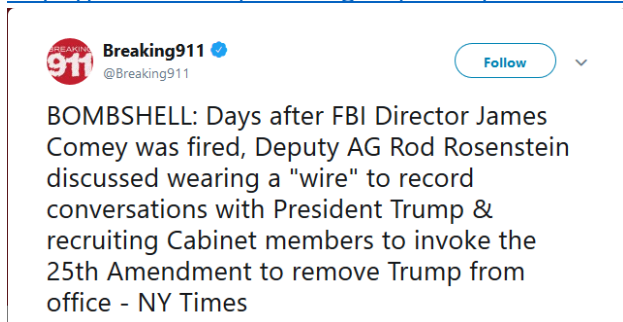 Breaking911
@Breaking911
Follow
BREAKING
911
BOMBSHELL: Days after FBI Director James
Comey was fired, Deputy AG Rod Rosenstein
discussed wearing a "wire" to record
conversations with President Trump &
recruiting Cabinet members to invoke the
25th Amendment to remove Trump from
office - NY Times